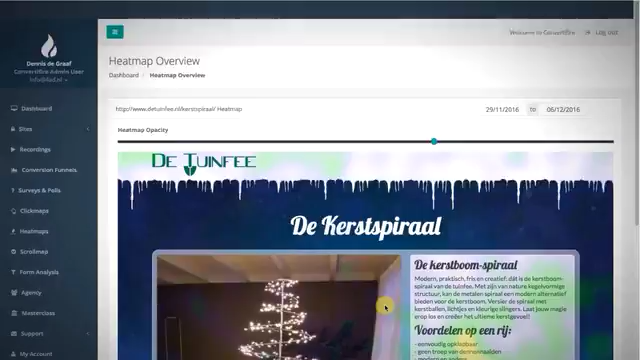 Welcome to Conversfire
Log out
Dennis de Graaf
Conversfire Admin User
Heatmap Overview
Dashboard / Heatmap Overview
Dashboard
Sites
Recordings
Conversion Funnels
Surveys & Polls
Clickmaps
Heatmaps
Scrollmap
Form Analysis
Agency
Masterclass
Support
My Account
http://www.detuinfee.nl/kerstspiraal/ Heatmap
29/11/2016 to 06/12/2016
Heatmap Opacity
De Tuinfee
De Kerstspiraal
De kerstboom-spiraal
Modern, praktisch, fris en creatief: dát is de kerstboom-
spiraal van de tuinfee. Met zijn van nature kegelvormige
structuur, kan de metalen spiraal een modern alternatief
bieden voor de kerstboom. Versier de spiraal met
kerstballen, lichtjes en kleurige slingers. Laat jouw magie
erop los en creëer het ultieme kerstgevoel!
Voordelen op een rij:
- eenvoudig opklapbaar
- geen troep van dennennaalden